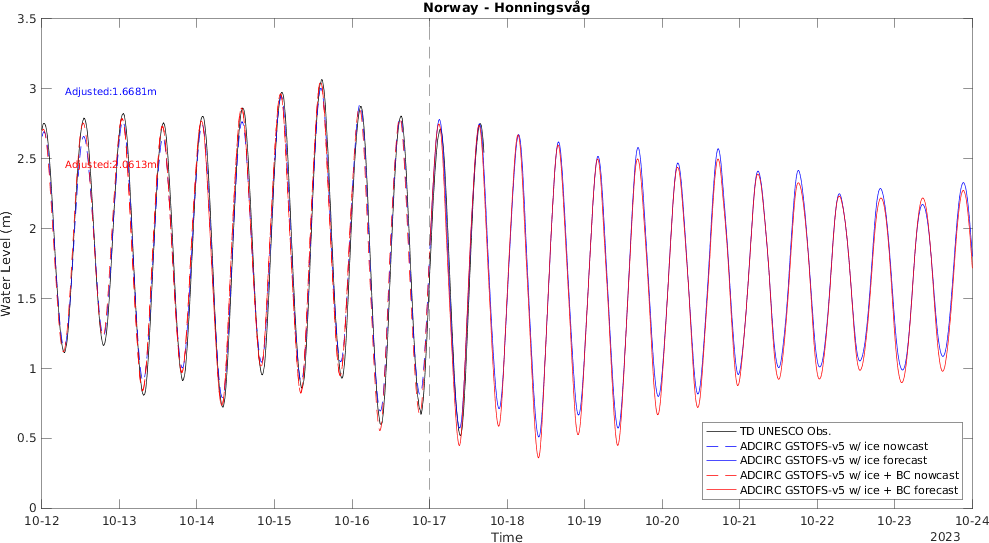 Norway - Honningsvåg
3.5
3
2.5
2
1.5
1
0.5
0
Water Level (m)
Adjusted:1.6681m
Adjusted:2.0613m
TD UNESCO Obs.
ADCIRC GSTOFS-v5 w/ ice nowcast
ADCIRC GSTOFS-v5 w/ ice forecast
ADCIRC GSTOFS-v5 w/ ice + BC nowcast
ADCIRC GSTOFS-v5 w/ ice + BC forecast
10-12 10-13 10-14 10-15 10-16 10-17 10-18 10-19 10-20 10-21 10-22 10-23 10-24
Time
2023